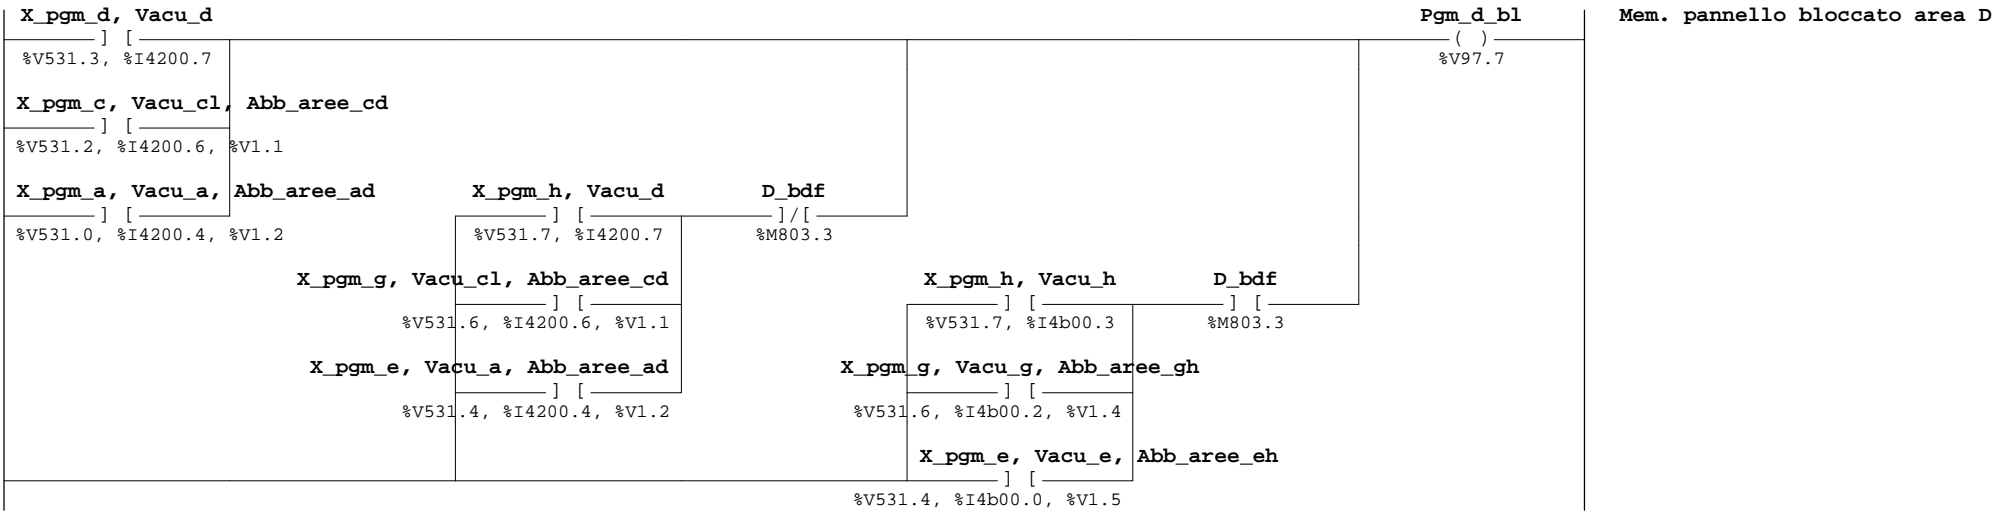 X_pgm_d, Vacu_d Pgm_d_bl Mem. pannello bloccato area D
] [ ( )
%V531.3, %I4200.7 %V97.7
X_pgm_c, Vacu_cl, Abb_aree_cd
] [
%V531.2, %I4200.6, %V1.1
X_pgm_a, Vacu_a, Abb_aree_ad X_pgm_h, Vacu_d D_bdf
] [ ] [ ]/[
%V531.0, %I4200.4, %V1.2 %V531.7, %I4200.7 %M803.3
X_pgm_g, Vacu_cl, Abb_aree_cd X_pgm_h, Vacu_h D_bdf
] [ ] [ ] [
%V531.6, %I4200.6, %V1.1 %V531.7, %I4b00.3 %M803.3
X_pgm_e, Vacu_a, Abb_aree_ad X_pgm_g, Vacu_g, Abb_aree_gh
] [ ] [
%V531.4, %I4200.4, %V1.2 %V531.6, %I4b00.2, %V1.4
X_pgm_e, Vacu_e, Abb_aree_eh
] [
%V531.4, %I4b00.0, %V1.5